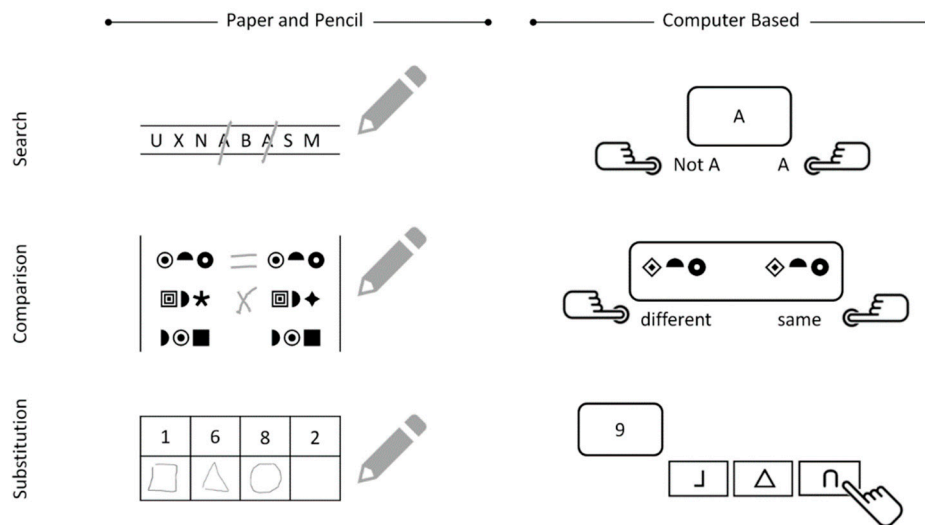 Paper and Pencil
Computer Based
Search
U X N A B A S M
A
Not A A
Comparison
different same
Substitution
1 6 8 2
9